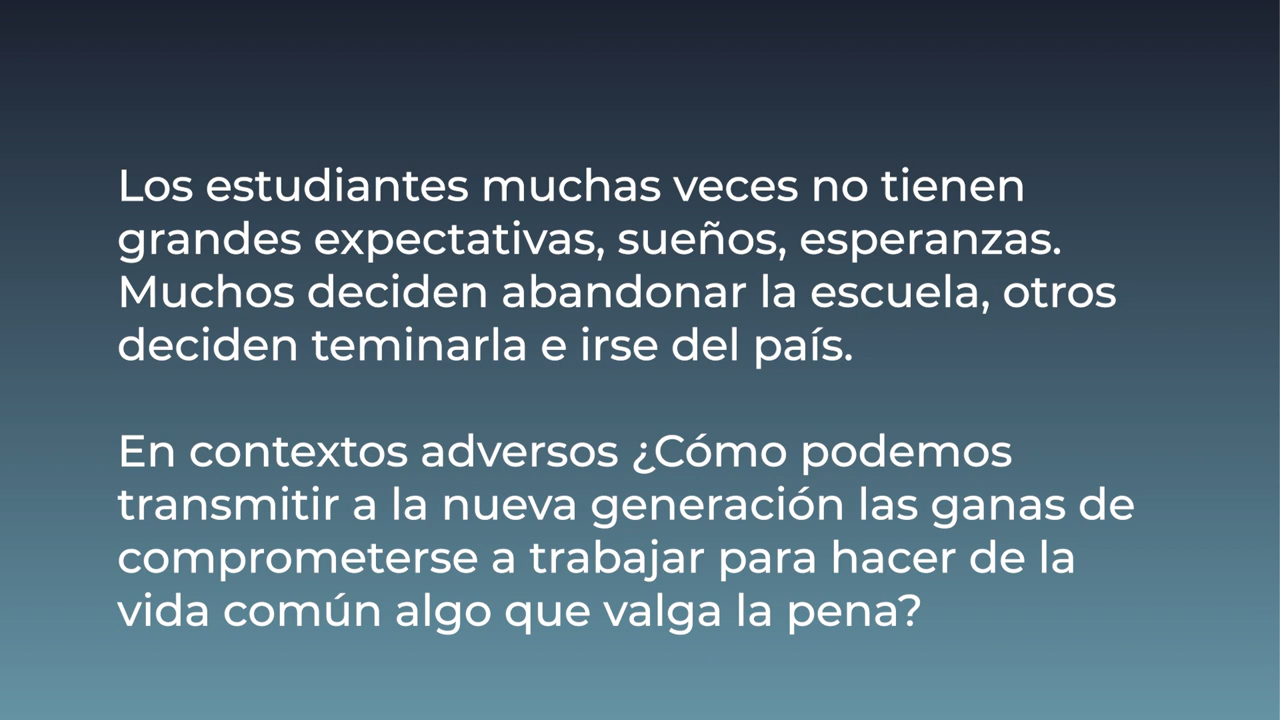 Los estudiantes muchas veces no tienen
grandes expectativas, sueños, esperanzas.
Muchos deciden abandonar la escuela, otros
deciden teminarla e irse del país.
En contextos adversos ¿Cómo podemos
transmitir a la nueva generación las ganas de
comprometerse a trabajar para hacer de la
vida común algo que valga la pena?